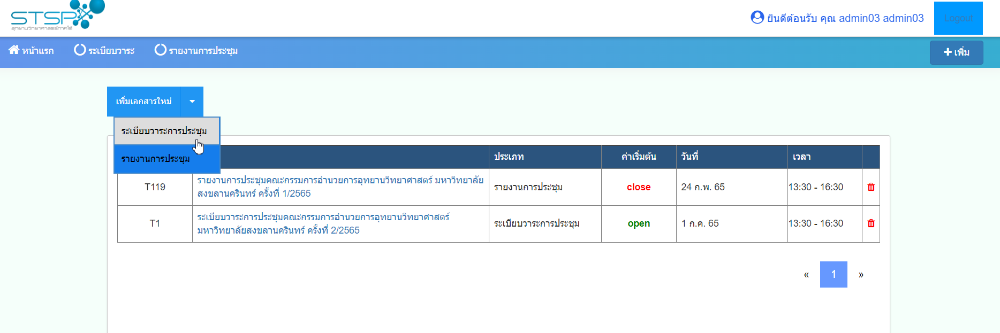 STSP
อุทยานวิทยาศาสตร์ภาคใต้
ยินดีต้อนรับ คุณ admin03 admin03
Logout
หน้าแรก
ระเบียบวาระ
รายงานการประชุม
เพิ่ม
เพิ่มเอกสารใหม่
ระเบียบวาระการประชุม
รายงานการประชุม
ประเภท
ค่าเริ่มต้น
วันที่
เวลา
T119
รายงานการประชุมคณะกรรมการอำนวยการอุทยานวิทยาศาสตร์ มหาวิทยาลัย
สงขลานครินทร์ ครั้งที่ 1/2565
รายงานการประชุม
close
24 ก.พ. 65
13:30 - 16:30
T1
ระเบียบวาระการประชุมคณะกรรมการอำนวยการอุทยานวิทยาศาสตร์
มหาวิทยาลัยสงขลานครินทร์ ครั้งที่ 2/2565
ระเบียบวาระการประชุม
open
1 ก.ค. 65
13:30 - 16:30
« 1 »